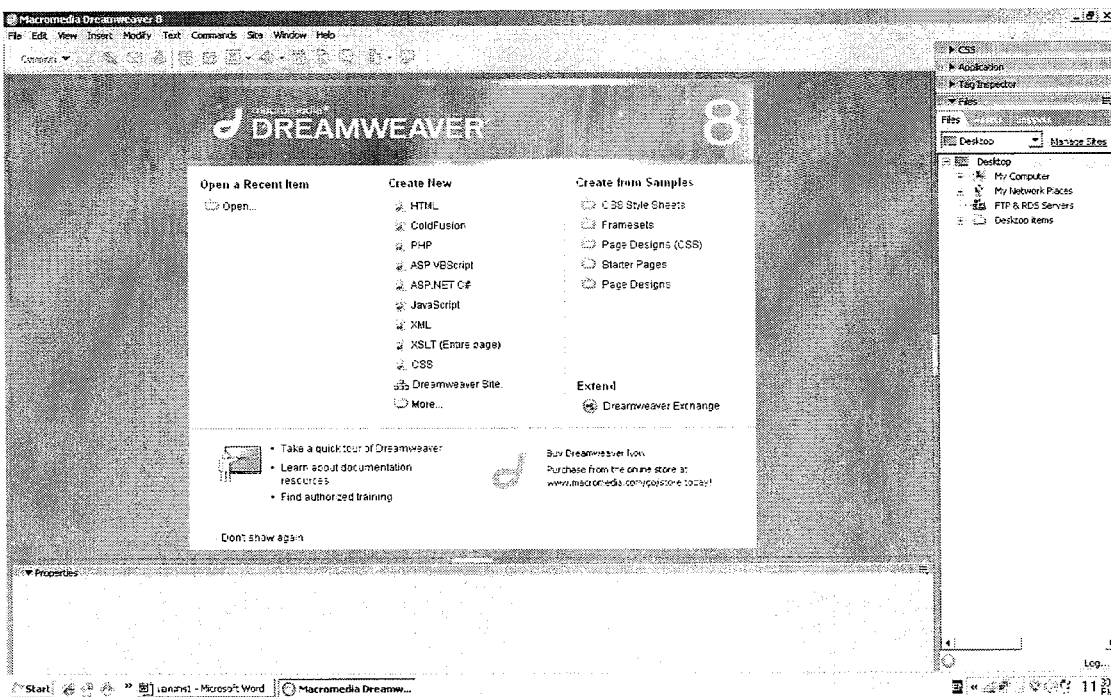 Macromedia Dreamweaver 8
File Edit View Insert Modify Text Commands Site Window Help
Common
DREAMWEAVER 8
Open a Recent Item
Open...
Create New
HTML
ColdFusion
PHP
ASP VBScript
ASP.NET C#
JavaScript
XML
XSLT (Entire page)
CSS
Dreamweaver Site.
More...
Create from Samples
CSS Style Sheets
Framesets
Page Designs (CSS)
Starter Pages
Page Designs
Extend
Dreamweaver Exchange
• Take a quick tour of Dreamweaver
• Learn about documentation
resources
• Find authorized training
Buy Dreamweaver Now
Purchase from the online store at
www.macromedia.com/go/store today!
Don't show again
Properties
CSS
Application
Tag Inspector
Files
Files Assets Snippets
Desktop Manage Sites
Desktop
My Computer
My Network Places
FTP & RDS Servers
Desktop items
Log...
Start
- Microsoft Word
Macromedia Dreamw...